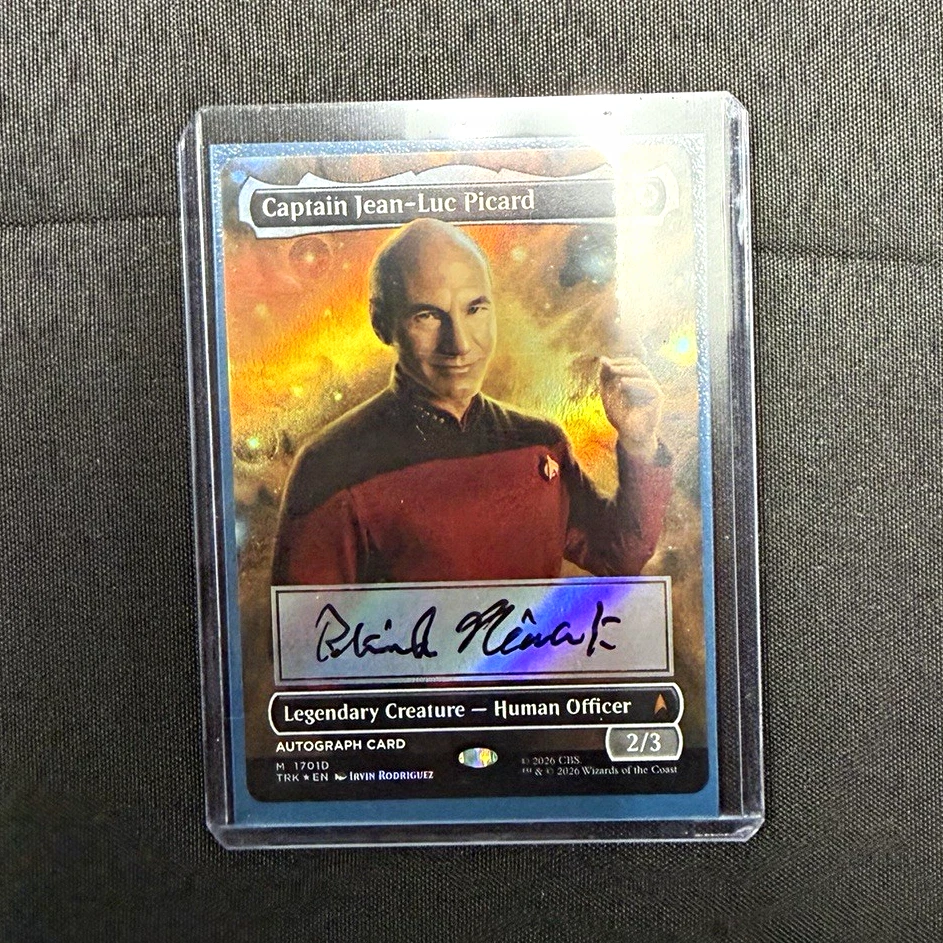 Captain Jean-Luc Picard
Legendary Creature — Human Officer
2/3
AUTOGRAPH CARD
M 1701D
TRK ★ EN Irvin Rodriguez
© 2026 CBS.
™ & © 2026 Wizards of the Coast